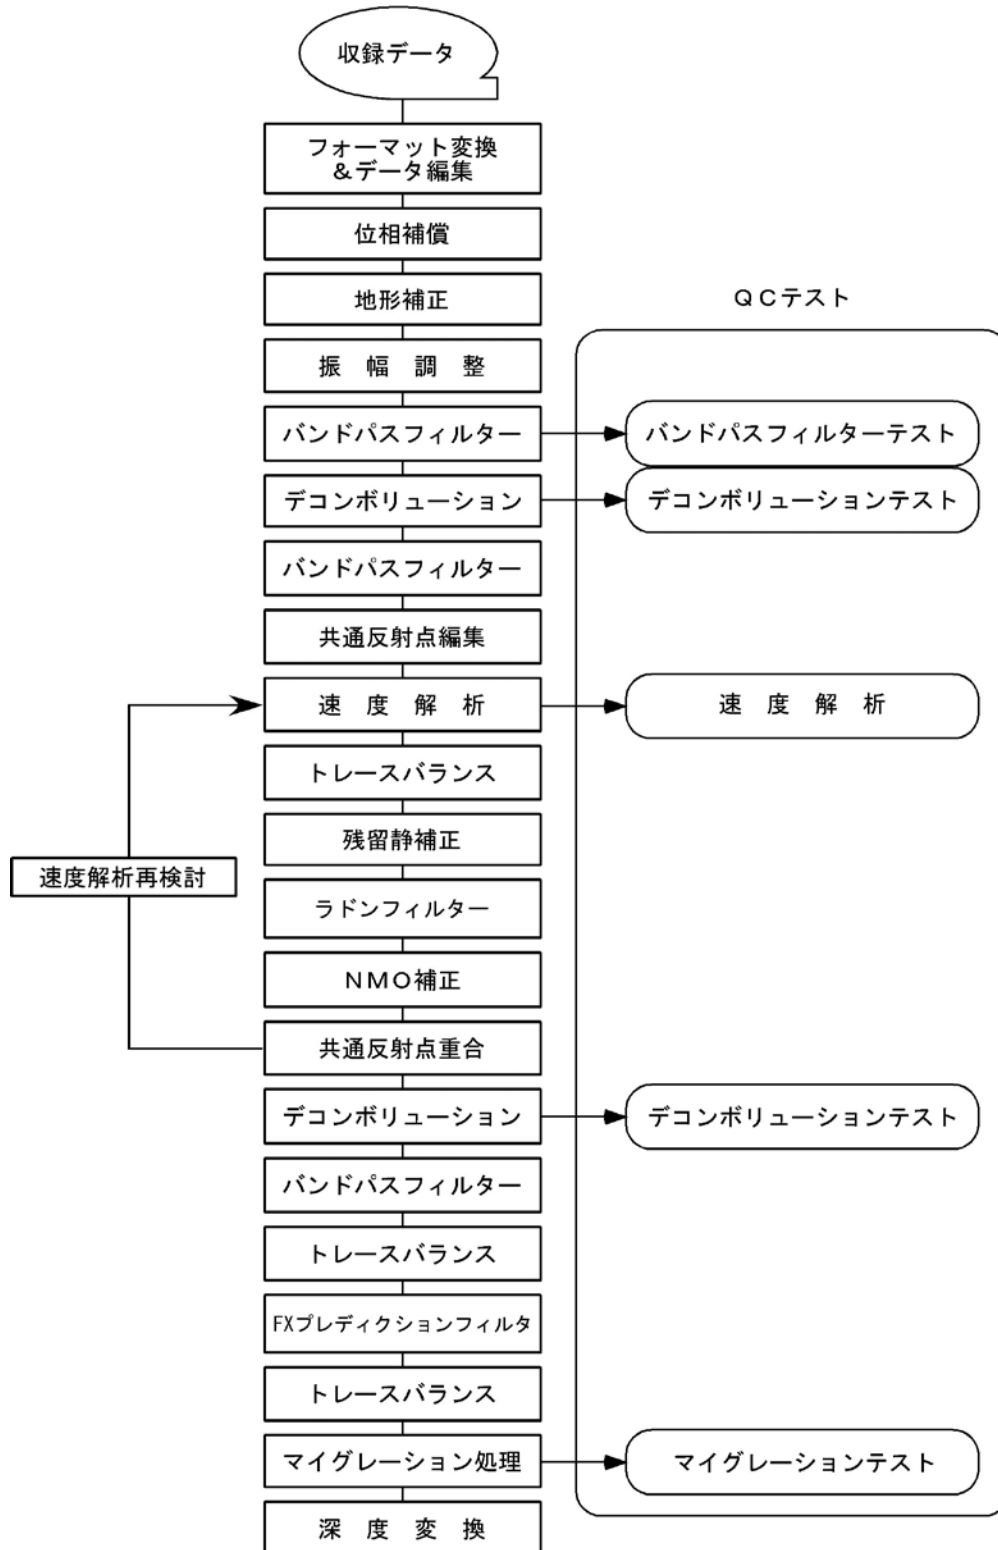 収録データ
フォーマット変換
＆データ編集
位相補償
地形補正
ＱＣテスト
振　幅　調　整
バンドパスフィルター
バンドパスフィルターテスト
デコンボリューション
デコンボリューションテスト
バンドパスフィルター
共通反射点編集
速　度　解　析
速　度　解　析
トレースバランス
残留静補正
速度解析再検討
ラドンフィルター
ＮＭＯ補正
共通反射点重合
デコンボリューション
デコンボリューションテスト
バンドパスフィルター
トレースバランス
FXプレディクションフィルタ
トレースバランス
マイグレーション処理
マイグレーションテスト
深　度　変　換